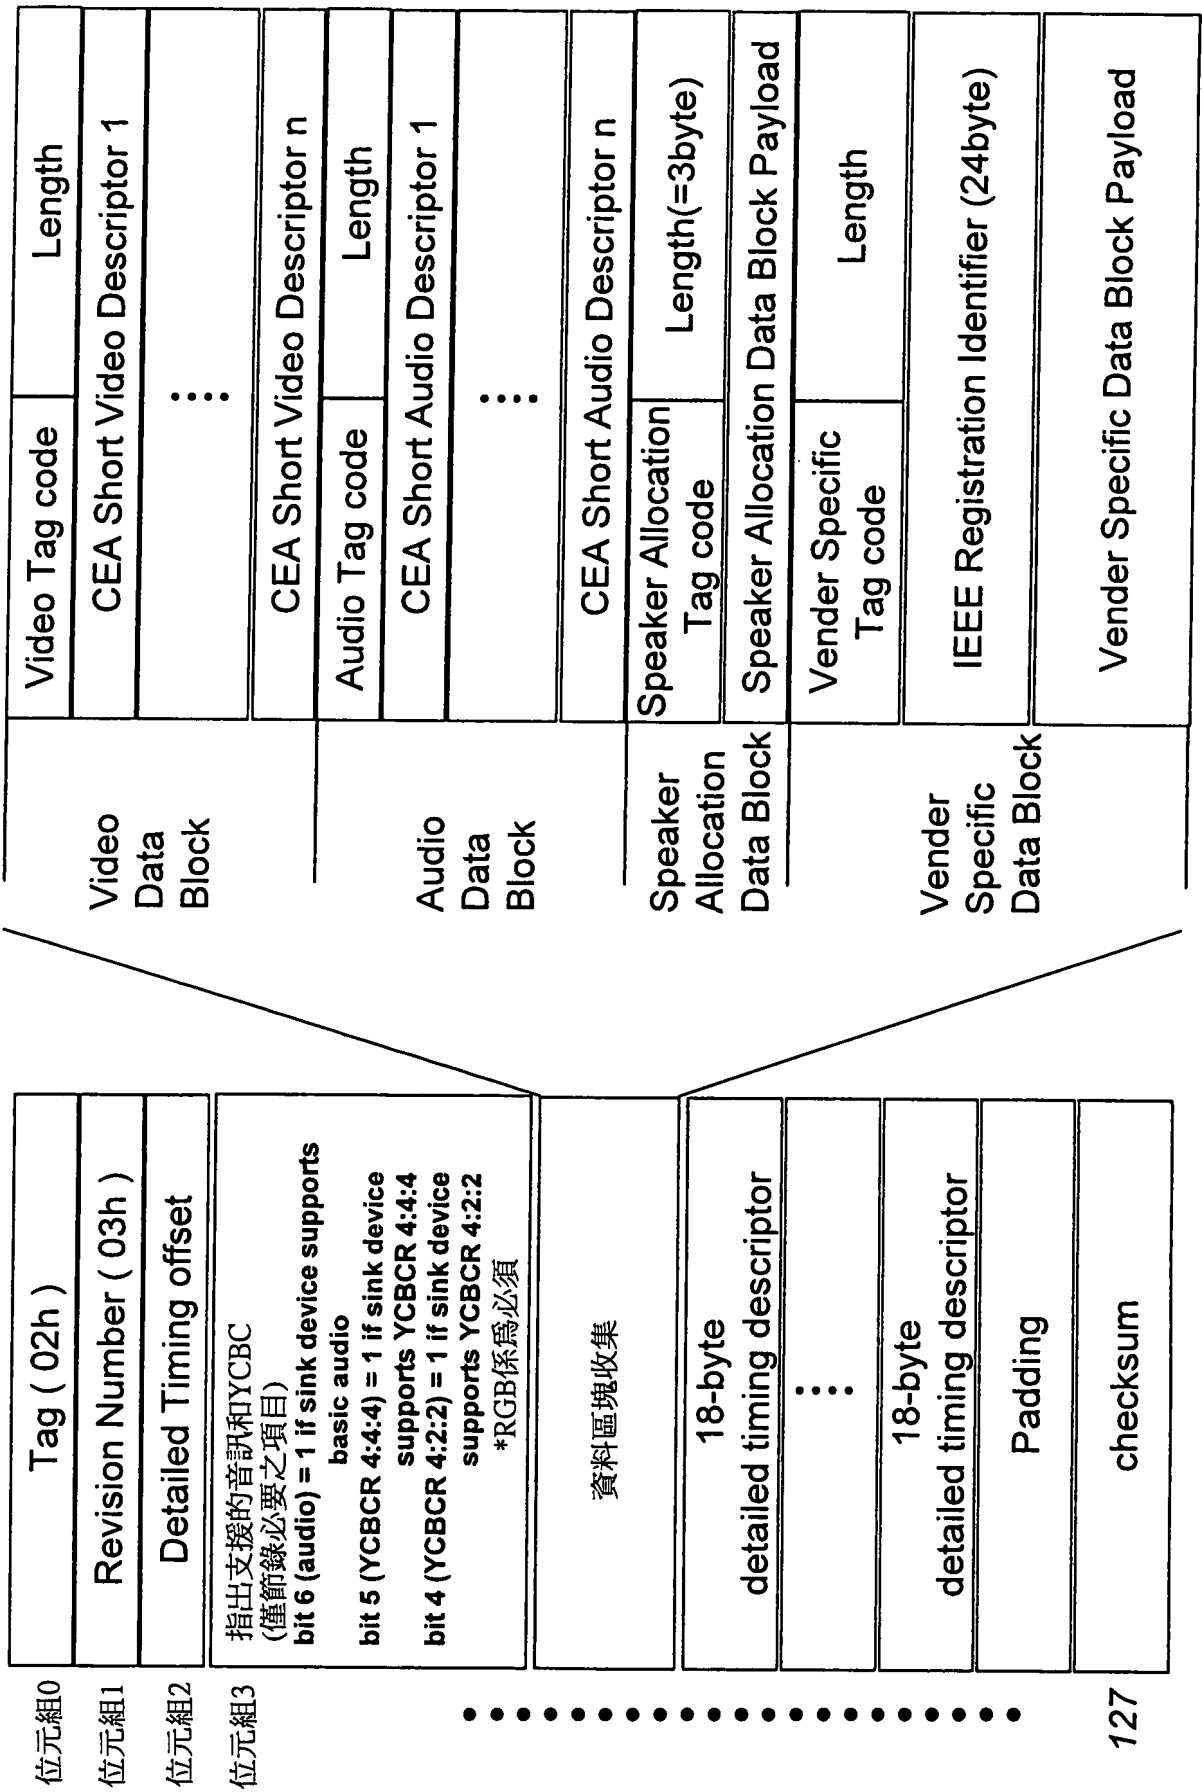 位元組0
Tag ( 02h )
位元組1
Revision Number ( 03h )
位元組2
Detailed Timing offset
位元組3
指出支援的音訊和YCBC
(僅節錄必要之項目)
bit 6 (audio) = 1 if sink device supports
basic audio
bit 5 (YCBCR 4:4:4) = 1 if sink device
supports YCBCR 4:4:4
bit 4 (YCBCR 4:2:2) = 1 if sink device
supports YCBCR 4:2:2
*RGB係爲必須
資料區塊收集
18-byte
detailed timing descriptor
18-byte
detailed timing descriptor
Padding
127
checksum
Video
Data
Block
Video Tag code
Length
CEA Short Video Descriptor 1
CEA Short Video Descriptor n
Audio
Data
Block
Audio Tag code
Length
CEA Short Audio Descriptor 1
CEA Short Audio Descriptor n
Speaker
Allocation
Data Block
Speaker Allocation
Tag code
Length(=3byte)
Speaker Allocation Data Block Payload
Vender
Specific
Data Block
Vender Specific
Tag code
Length
IEEE Registration Identifier (24byte)
Vender Specific Data Block Payload